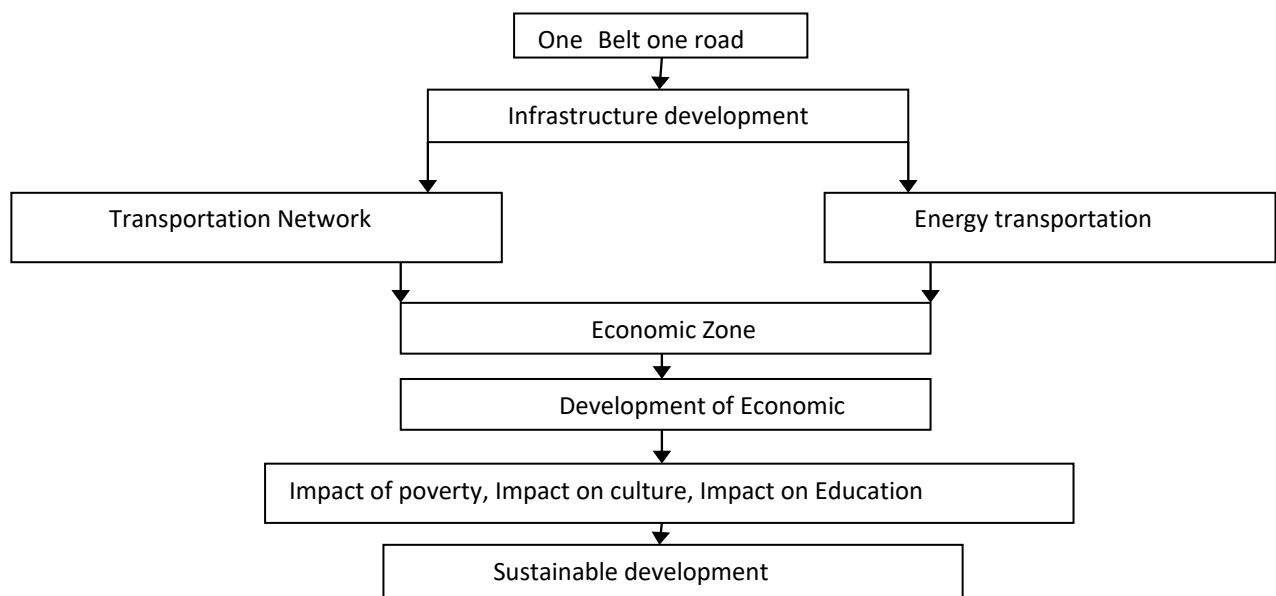 One Belt one road
Infrastructure development
Transportation Network
Energy transportation
Economic Zone
Development of Economic
Impact of poverty, Impact on culture, Impact on Education
Sustainable development